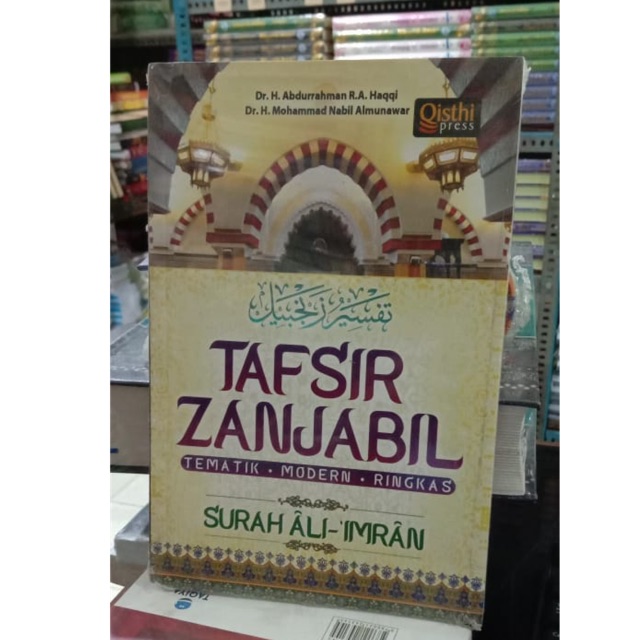 Dr. H. Abdurrahman R.A. Haqqi
Dr. H. Mohammad Nabil Almunawar
Qisthi
press
تفسير زنجبيل
TAFSIR
ZANJABIL
TEMATIK • MODERN • RINGKAS
SURAH ÂLI-'IMRÂN
TAQIYA